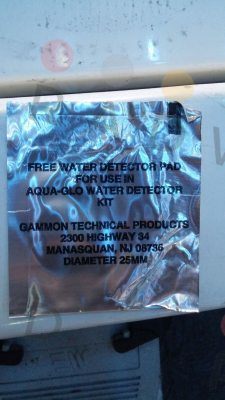 FREE WATER DETECTOR PAD
FOR USE IN
AQUA-GLO WATER DETECTOR
KIT
GAMMON TECHNICAL PRODUCTS
2300 HIGHWAY 34
MANASQUAN, NJ 08736
DIAMETER 25MM